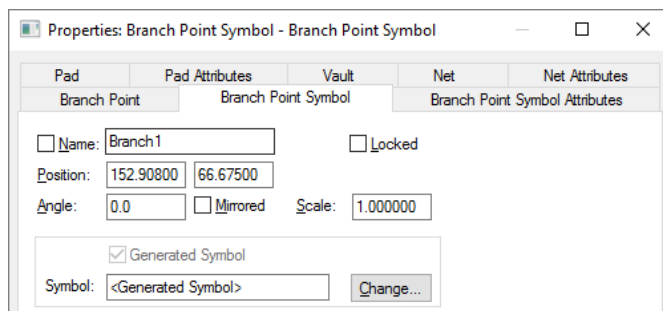 Properties: Branch Point Symbol - Branch Point Symbol
Pad Pad Attributes Vault Net Net Attributes
Branch Point Branch Point Symbol Branch Point Symbol Attributes
Name: Branch1 Locked
Position: 152.90800 66.67500
Angle: 0.0 Mirrored Scale: 1.000000
Generated Symbol
Symbol: <Generated Symbol> Change...